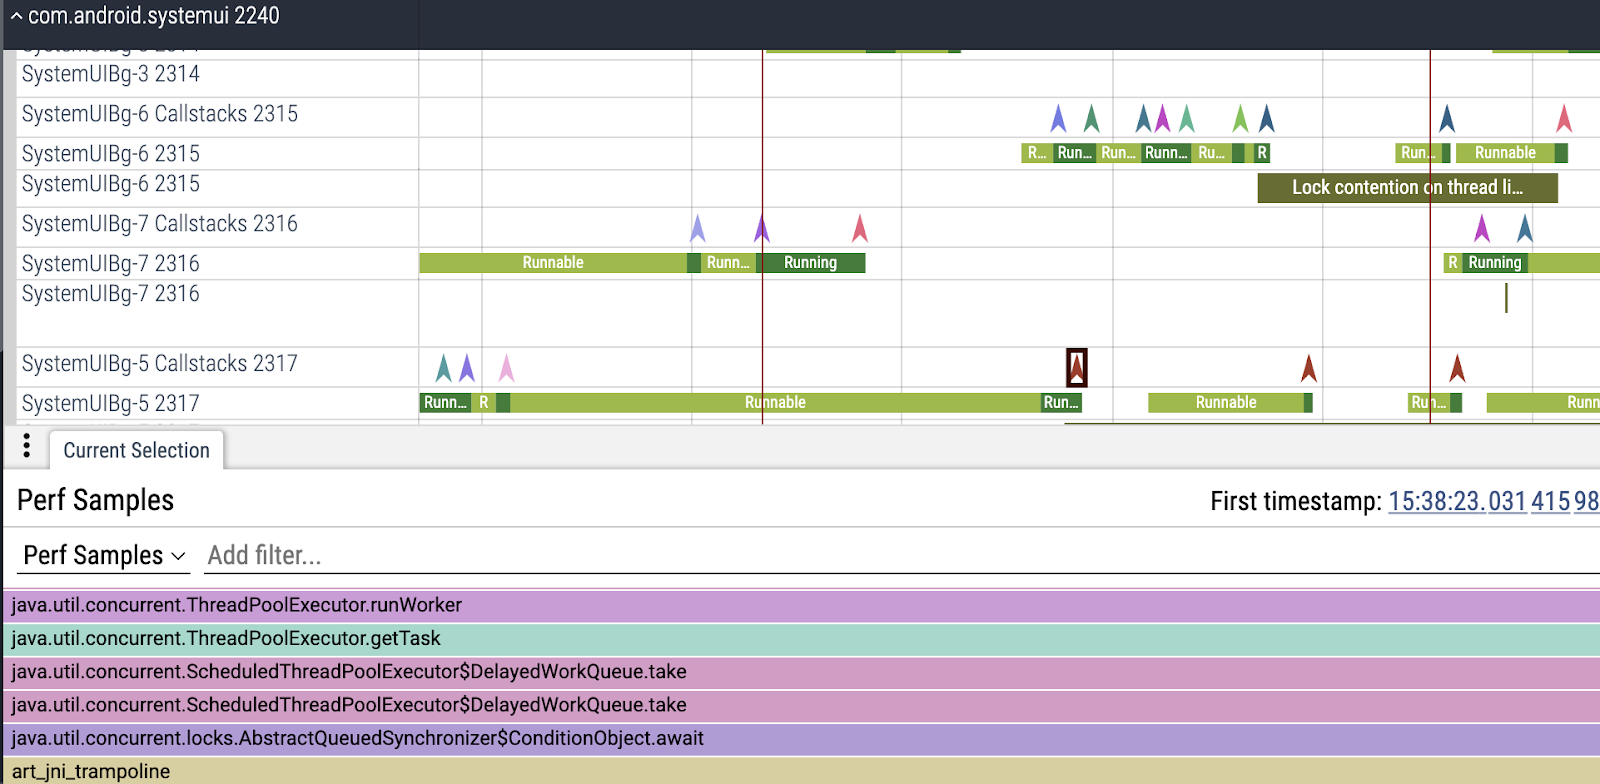 com.android.systemui 2240
SystemUIBg-3 2314
SystemUIBg-6 Callstacks 2315
SystemUIBg-6 2315
R... Run... Run... Runn... Ru... R Run... Runnable
SystemUIBg-6 2315
Lock contention on thread li...
SystemUIBg-7 Callstacks 2316
SystemUIBg-7 2316
Runnable Runn... Running R Running
SystemUIBg-7 2316
SystemUIBg-5 Callstacks 2317
SystemUIBg-5 2317
Runn... R Runnable Run... Runnable Ru... Runn
Current Selection
Perf Samples
First timestamp: 15:38:23.031 415 98
Perf Samples
Add filter...
java.util.concurrent.ThreadPoolExecutor.runWorker
java.util.concurrent.ThreadPoolExecutor.getTask
java.util.concurrent.ScheduledThreadPoolExecutor$DelayedWorkQueue.take
java.util.concurrent.ScheduledThreadPoolExecutor$DelayedWorkQueue.take
java.util.concurrent.locks.AbstractQueuedSynchronizer$ConditionObject.await
art_jni_trampoline